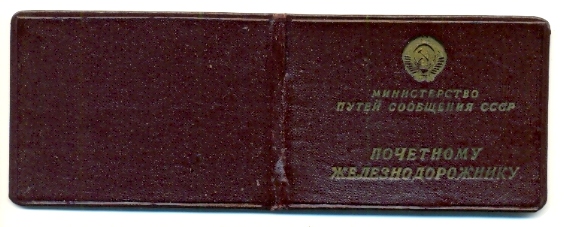 МИНИСТЕРСТВО
ПУТЕЙ СООБЩЕНИЯ СССР
ПОЧЕТНОМУ
ЖЕЛЕЗНОДОРОЖНИКУ